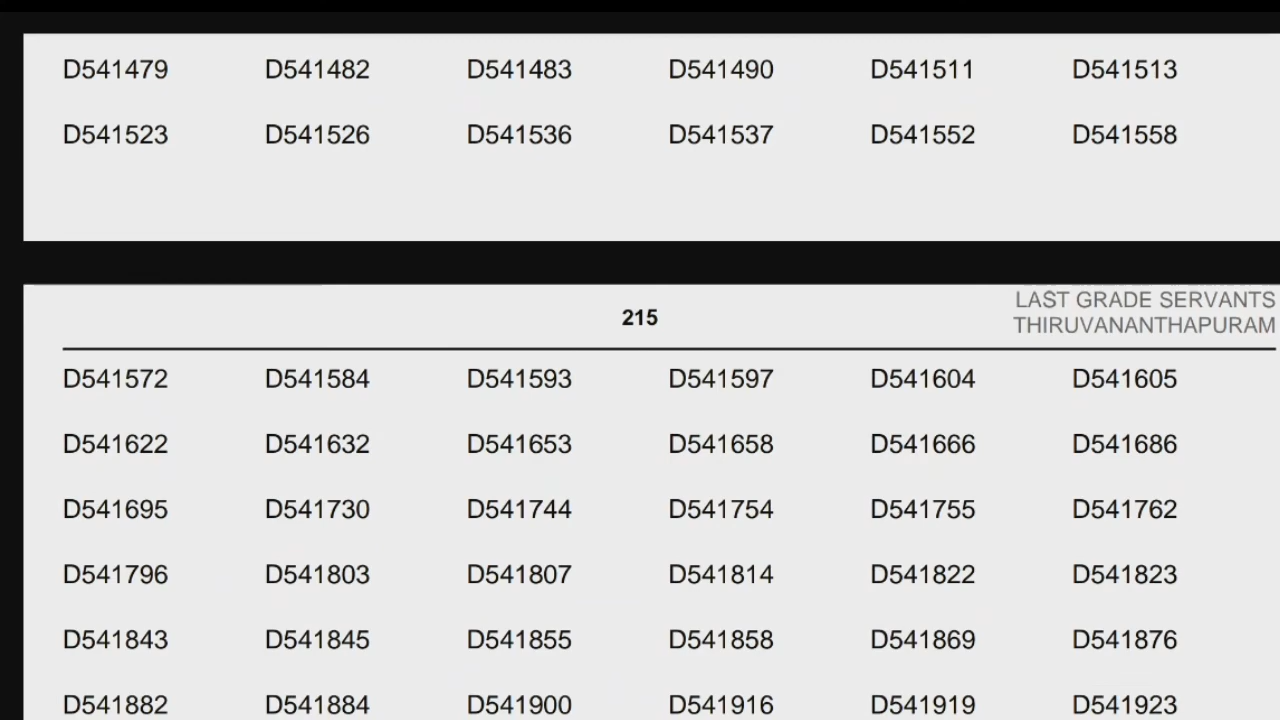 D541479 D541482 D541483 D541490 D541511 D541513
D541523 D541526 D541536 D541537 D541552 D541558
LAST GRADE SERVANTS
215
THIRUVANANTHAPURAM
D541572 D541584 D541593 D541597 D541604 D541605
D541622 D541632 D541653 D541658 D541666 D541686
D541695 D541730 D541744 D541754 D541755 D541762
D541796 D541803 D541807 D541814 D541822 D541823
D541843 D541845 D541855 D541858 D541869 D541876
D541882 D541884 D541900 D541916 D541919 D541923